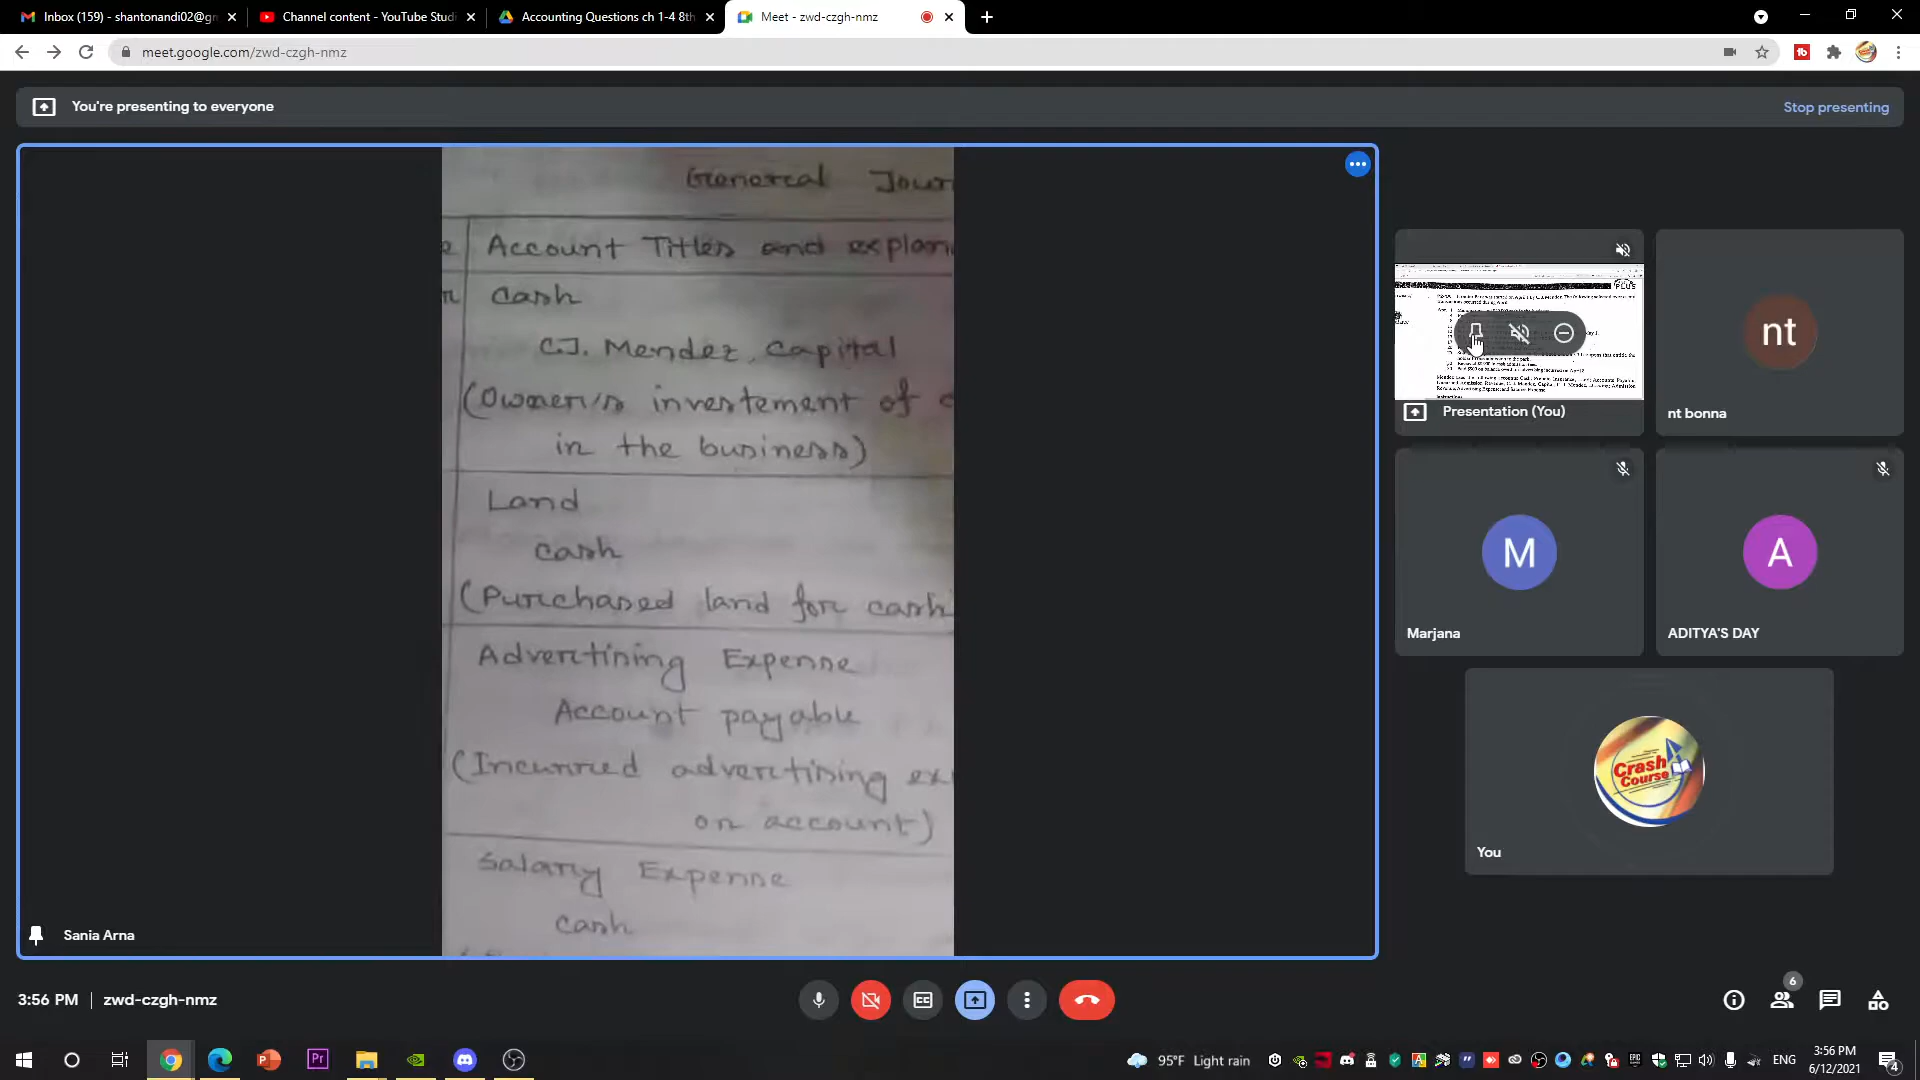 Inbox (159) - shantonandi02@gm
Channel content - YouTube Studi
Accounting Questions ch 1-4 8th
Meet - zwd-czgh-nmz
meet.google.com/zwd-czgh-nmz
You're presenting to everyone
Stop presenting
General Jour
Account Titles and explan
Cash
C.J. Mendez, Capital
(Owner's investement of
in the business)
Land
cash
(Purchased land for cash
Advertising Expense
Account payable
(Incurried advertising ex
on account)
Salary Expense
cash
Sania Arna
PLUS
Presentation (You)
nt
nt bonna
M
Marjana
A
ADITYA'S DAY
Crash
Course
You
3:56 PM | zwd-czgh-nmz
6
95°F Light rain
ENG
3:56 PM
6/12/2021
4